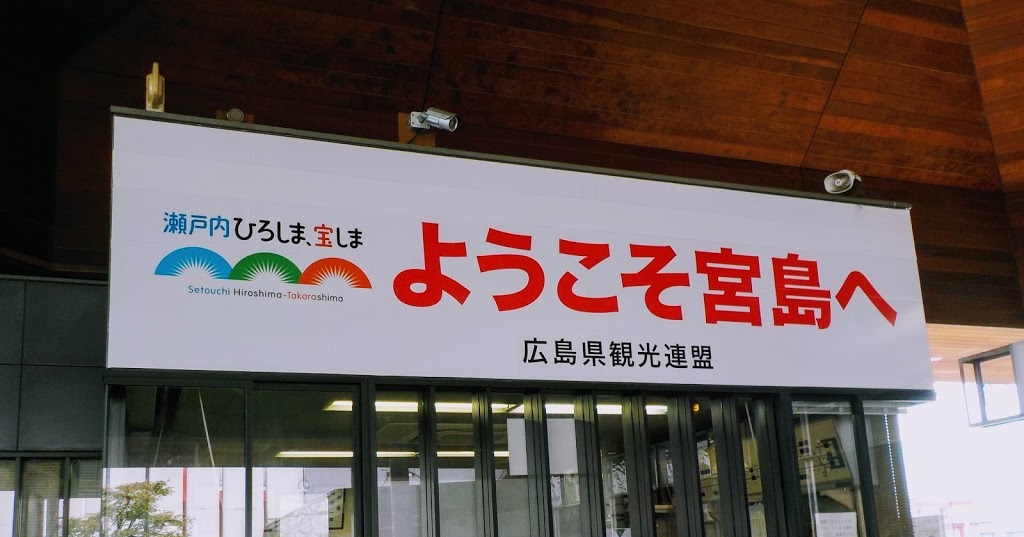 瀬戸内ひろしま、宝しま
Setouchi Hiroshima-Takarashima
ようこそ宮島へ
広島県観光連盟